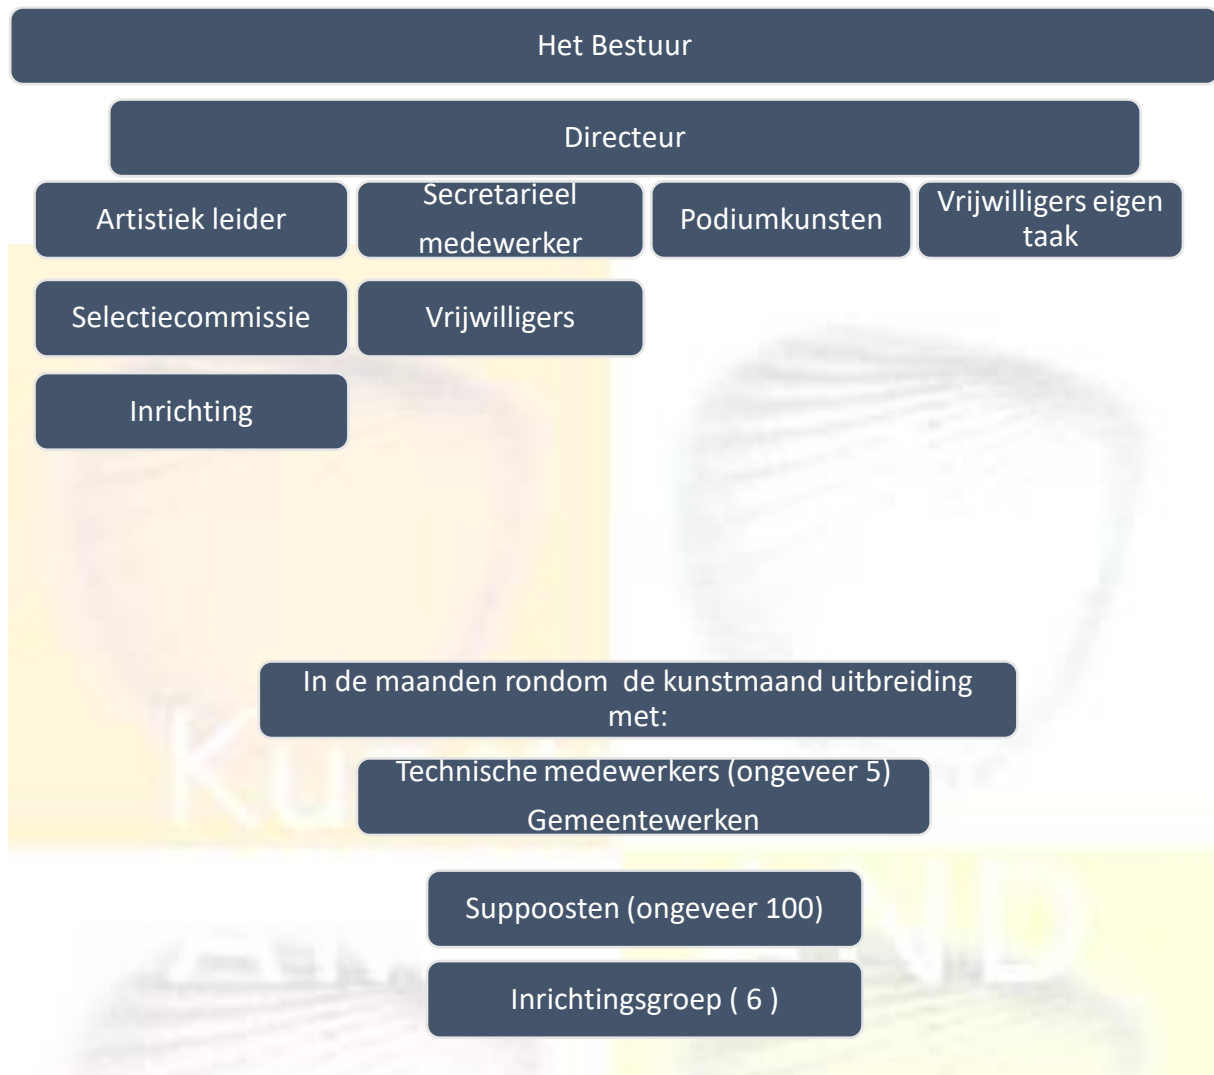 Het Bestuur
Directeur
Artistiek leider
Secretarieel
medewerker
Podiumkunsten
Vrijwilligers eigen
taak
Selectiecommissie
Vrijwilligers
Inrichting
In de maanden rondom  de kunstmaand uitbreiding
met:
Technische medewerkers (ongeveer 5)
Gemeentewerken
Suppoosten (ongeveer 100)
Inrichtingsgroep ( 6 )